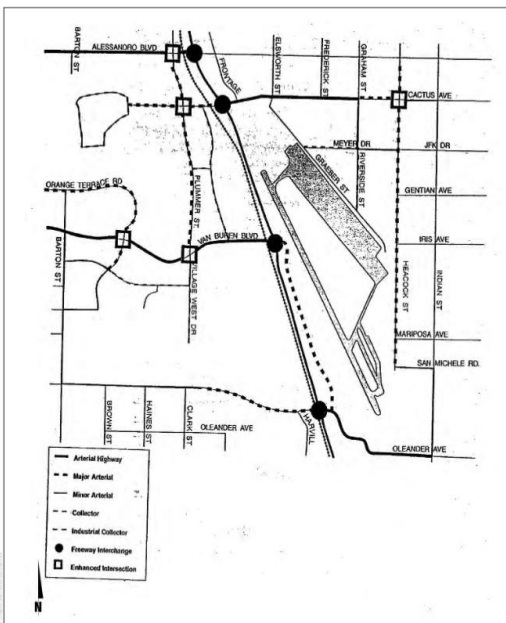 BARTON ST
ALESSANDRO BLVD
FRONTAGE
ELSWORTH ST
FREDERICK ST
GRAHAM ST
CACTUS AVE
MEYER DR
JFK DR
GRAEBER ST
RIVERSIDE ST
GENTIAN AVE
ORANGE TERRACE RD
PLUMMER ST
VAN BUREN BLVD
IRIS AVE
BARTON ST
VILLAGE WEST DR
HEACOCK ST
INDIAN ST
MARIPOSA AVE
SAN MICHELE RD.
BROWN ST
HAINES ST
CLARK ST
OLEANDER AVE
HARVILL
OLEANDER AVE
Arterial Highway
Major Arterial
Minor Arterial
Collector
Industrial Collector
Freeway Interchange
Enhanced Intersection
N